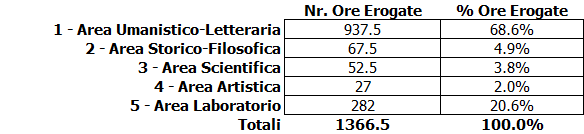 Nr. Ore Erogate % Ore Erogate
1 - Area Umanistico-Letteraria 937.5 68.6%
2 - Area Storico-Filosofica 67.5 4.9%
3 - Area Scientifica 52.5 3.8%
4 - Area Artistica 27 2.0%
5 - Area Laboratorio 282 20.6%
Totali 1366.5 100.0%